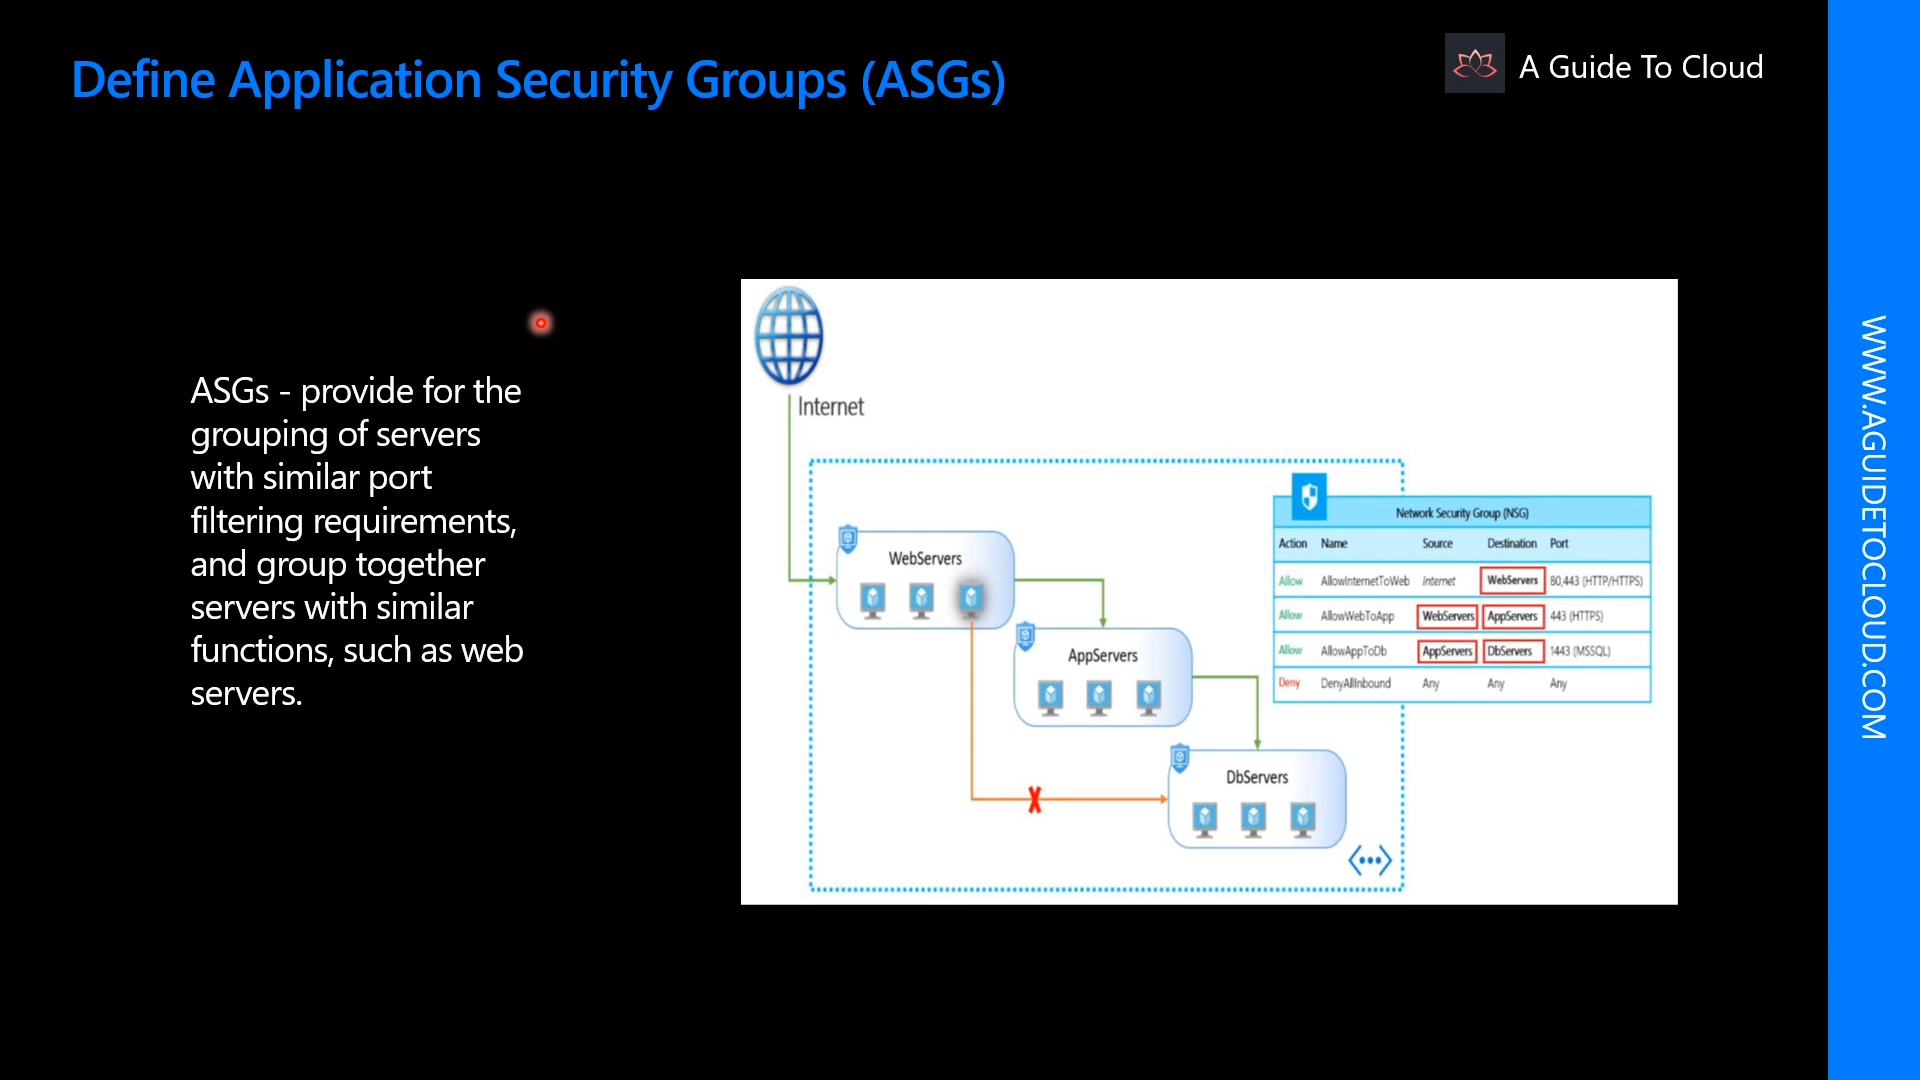 Define Application Security Groups (ASGs)
A Guide To Cloud
ASGs - provide for the
grouping of servers
with similar port
filtering requirements,
and group together
servers with similar
functions, such as web
servers.
Internet
WebServers
AppServers
DbServers
Network Security Group (NSG)
Action Name Source Destination Port
Allow AllowInternetToWeb Internet WebServers 80,443 (HTTP/HTTPS)
Allow AllowWebToApp WebServers AppServers 443 (HTTPS)
Allow AllowAppToDb AppServers DbServers 1443 (MSSQL)
Deny DenyAllInbound Any Any Any
WWW.AGUIDETOCLOUD.COM